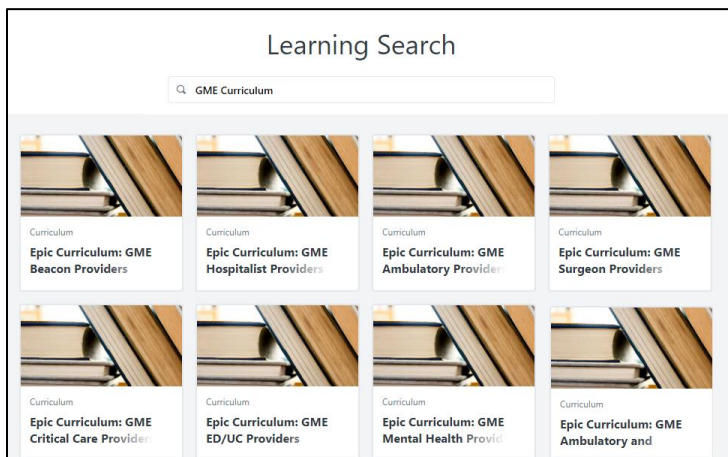 Learning Search
GME Curriculum
Curriculum
Epic Curriculum: GME
Beacon Providers
Curriculum
Epic Curriculum: GME
Hospitalist Providers
Curriculum
Epic Curriculum: GME
Ambulatory Provider
Curriculum
Epic Curriculum: GME
Surgeon Providers
Curriculum
Epic Curriculum: GME
Critical Care Provider
Curriculum
Epic Curriculum: GME
ED/UC Providers
Curriculum
Epic Curriculum: GME
Mental Health Provid
Curriculum
Epic Curriculum: GME
Ambulatory and